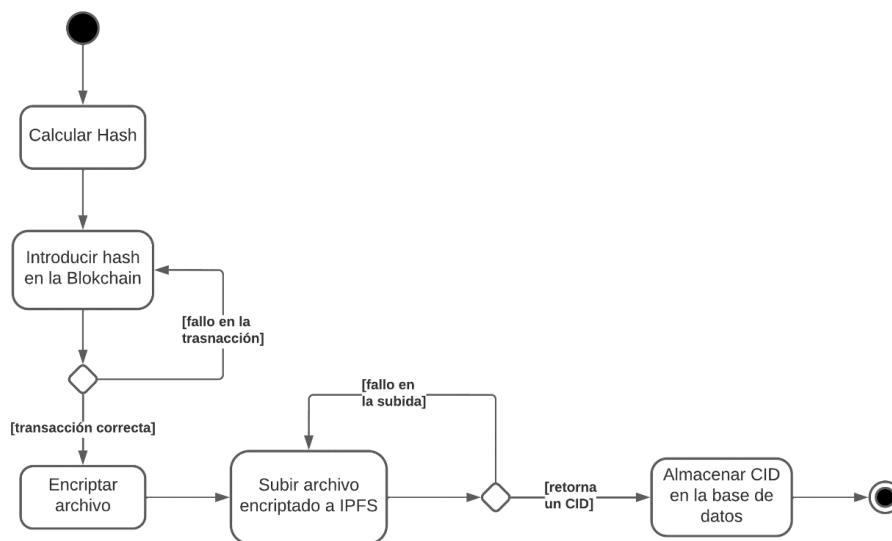 Calcular Hash
Introducir hash
en la Blokchain
[fallo en la
trasnacción]
[transacción correcta]
Encriptar
archivo
Subir archivo
encriptado a IPFS
[fallo en
la subida]
[retorna
un CID]
Almacenar CID
en la base de
datos